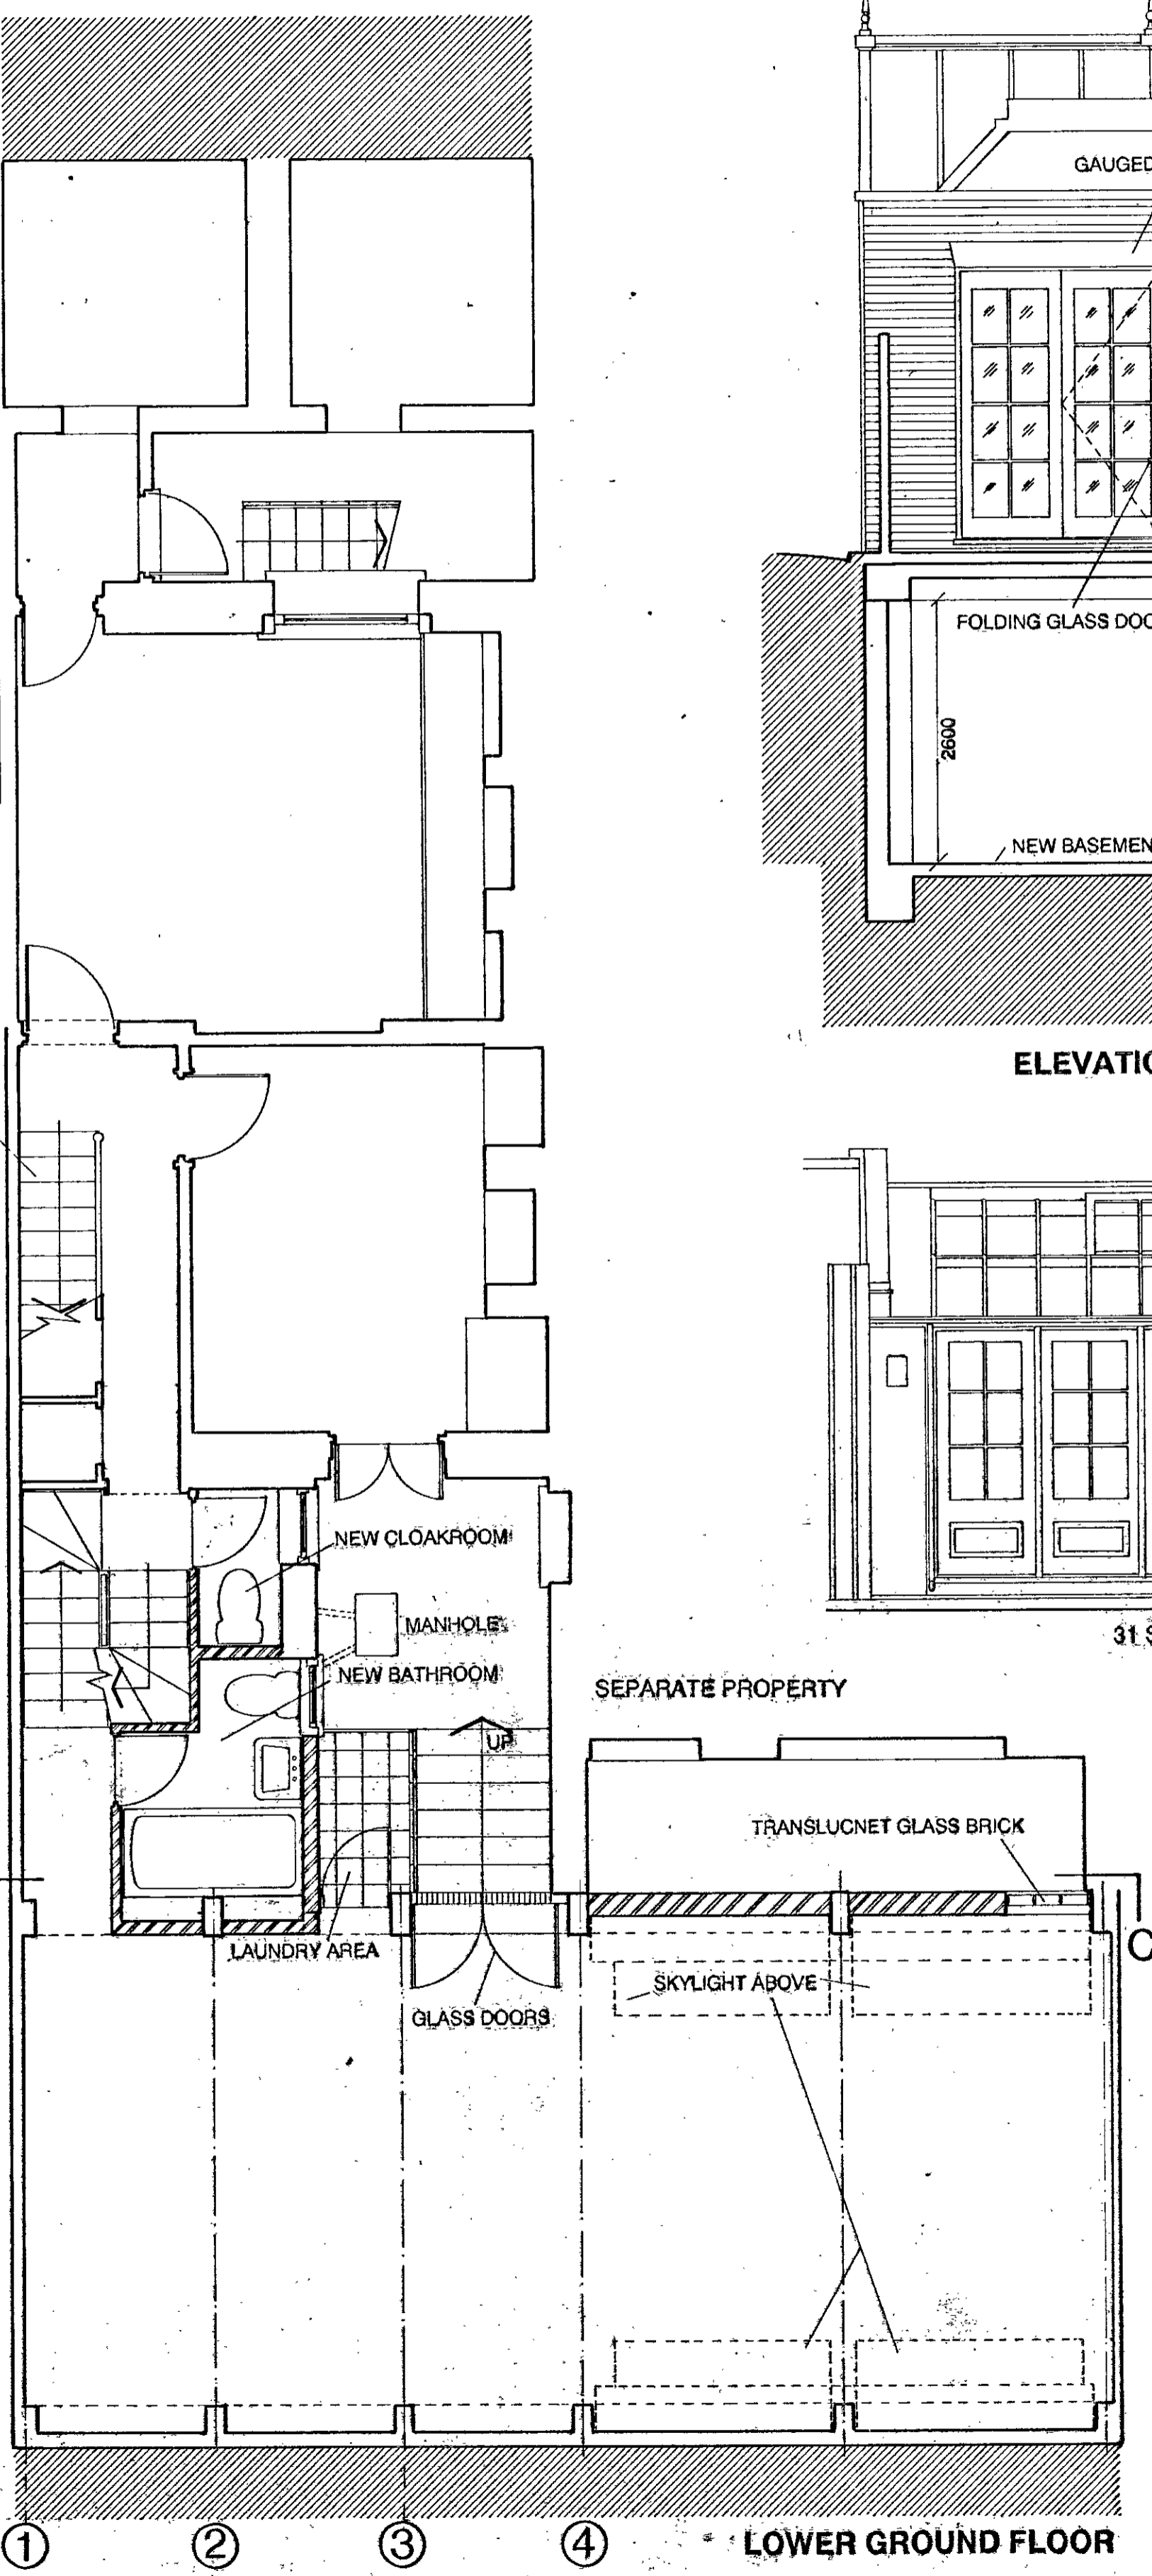 GAUGED
FOLDING GLASS DOO
2600
NEW BASEMEN
ELEVATIO
NEW CLOAKROOM
MANHOLE
NEW BATHROOM
31 S
SEPARATE PROPERTY
UP
TRANSLUCNET GLASS BRICK
LAUNDRY AREA
C
SKYLIGHT ABOVE
GLASS DOORS
1 2 3 4
LOWER GROUND FLOOR